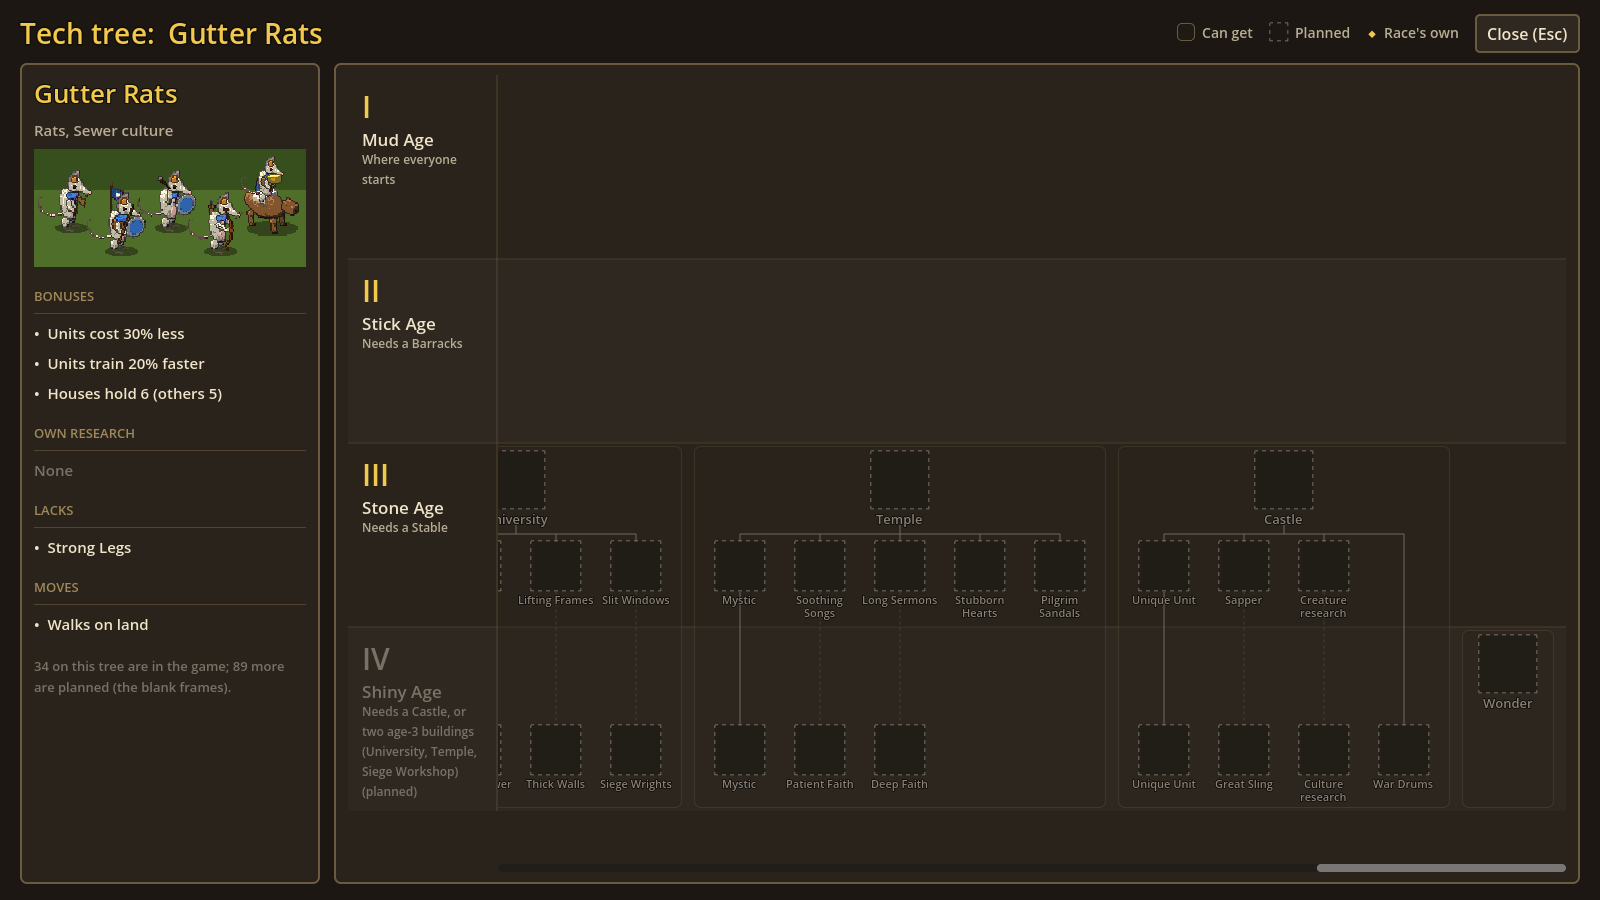 Tech tree: Gutter Rats
Can get
Planned
Race's own
Close (Esc)
Gutter Rats
Rats, Sewer culture
BONUSES
• Units cost 30% less
• Units train 20% faster
• Houses hold 6 (others 5)
OWN RESEARCH
None
LACKS
• Strong Legs
MOVES
• Walks on land
34 on this tree are in the game; 89 more
are planned (the blank frames).
I
Mud Age
Where everyone
starts
II
Stick Age
Needs a Barracks
III
Stone Age
Needs a Stable
niversity
Temple
Castle
Lifting Frames
Slit Windows
Mystic
Soothing
Songs
Long Sermons
Stubborn
Hearts
Pilgrim
Sandals
Unique Unit
Sapper
Creature
research
IV
Shiny Age
Needs a Castle, or
two age-3 buildings
(University, Temple,
Siege Workshop)
(planned)
Wonder
ver
Thick Walls
Siege Wrights
Mystic
Patient Faith
Deep Faith
Unique Unit
Great Sling
Culture
research
War Drums